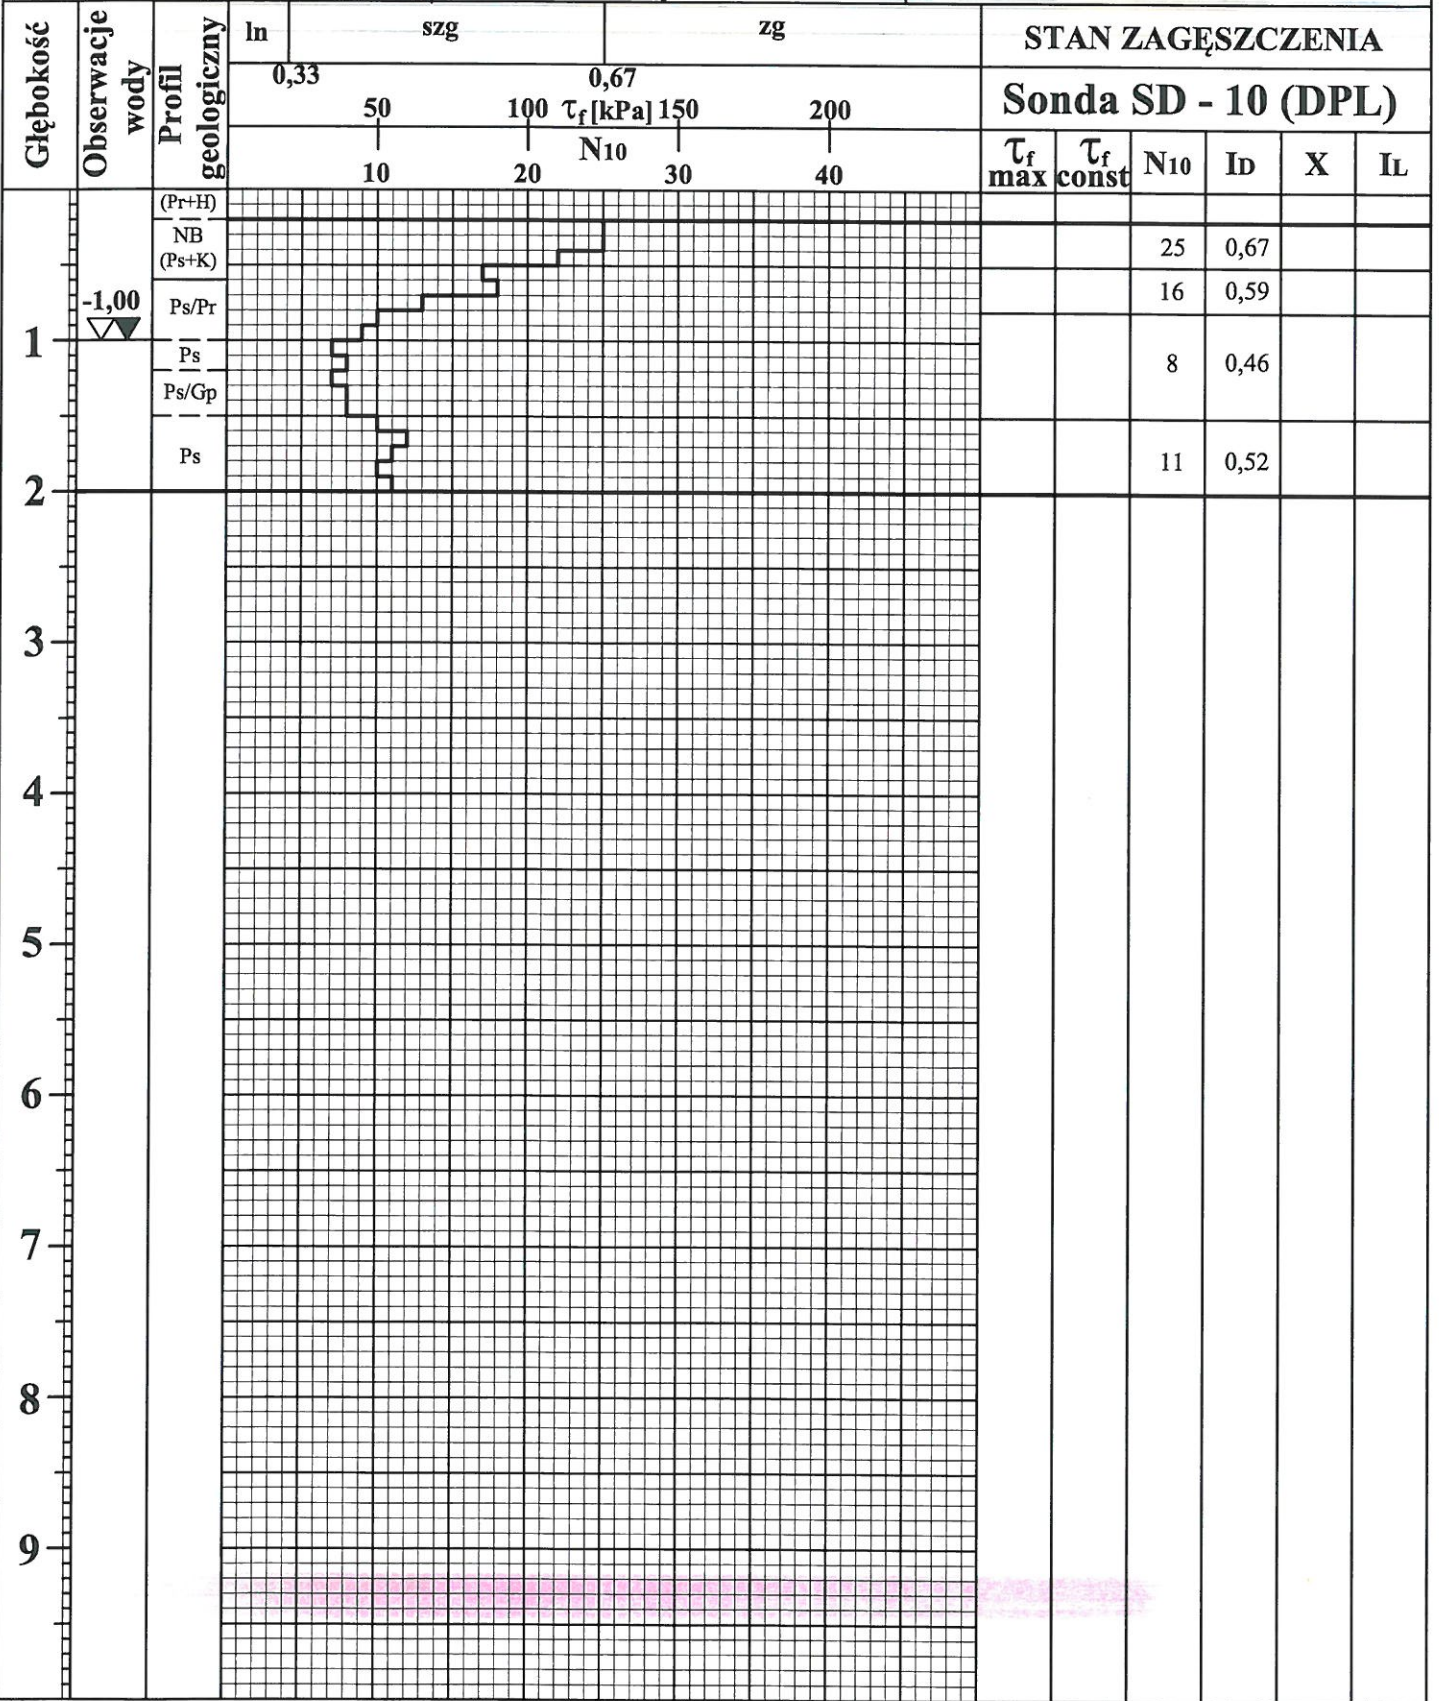 Głębokość
Obserwacje
wody
Profil
geologiczny
ln szg zg
0,33 0,67
50 100 τf [kPa] 150 200
N10
10 20 30 40
STAN ZAGĘSZCZENIA
Sonda SD - 10 (DPL)
τf max τf const N10 ID X IL
(Pr+H)
NB
(Ps+K)
25 0,67
-1,00
Ps/Pr
16 0,59
1
Ps
Ps/Gp
8 0,46
Ps
11 0,52
2
3
4
5
6
7
8
9